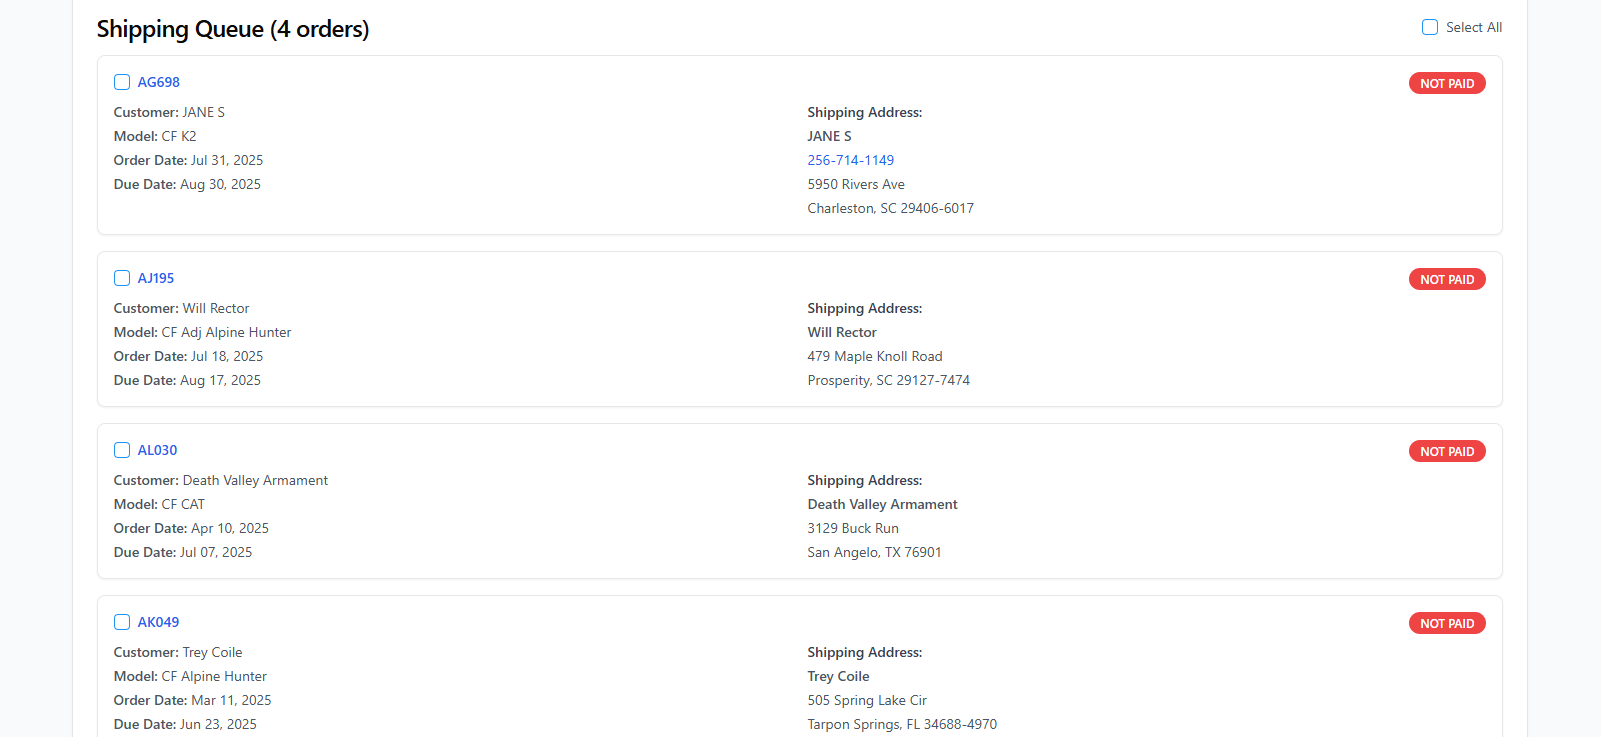 Shipping Queue (4 orders)
Select All
AG698
NOT PAID
Customer: JANE S
Model: CF K2
Order Date: Jul 31, 2025
Due Date: Aug 30, 2025
Shipping Address:
JANE S
256-714-1149
5950 Rivers Ave
Charleston, SC 29406-6017
AJ195
NOT PAID
Customer: Will Rector
Model: CF Adj Alpine Hunter
Order Date: Jul 18, 2025
Due Date: Aug 17, 2025
Shipping Address:
Will Rector
479 Maple Knoll Road
Prosperity, SC 29127-7474
AL030
NOT PAID
Customer: Death Valley Armament
Model: CF CAT
Order Date: Apr 10, 2025
Due Date: Jul 07, 2025
Shipping Address:
Death Valley Armament
3129 Buck Run
San Angelo, TX 76901
AK049
NOT PAID
Customer: Trey Coile
Model: CF Alpine Hunter
Order Date: Mar 11, 2025
Due Date: Jun 23, 2025
Shipping Address:
Trey Coile
505 Spring Lake Cir
Tarpon Springs, FL 34688-4970